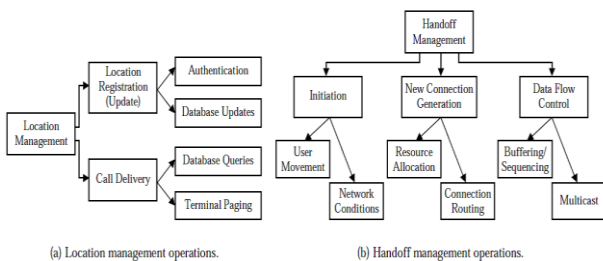 Location
Management
Location
Registration
(Update)
Call Delivery
Authentication
Database Updates
Database Queries
Terminal Paging
(a) Location management operations.
Handoff
Management
Initiation
New Connection
Generation
Data Flow
Control
User
Movement
Network
Conditions
Resource
Allocation
Connection
Routing
Buffering/
Sequencing
Multicast
(b) Handoff management operations.